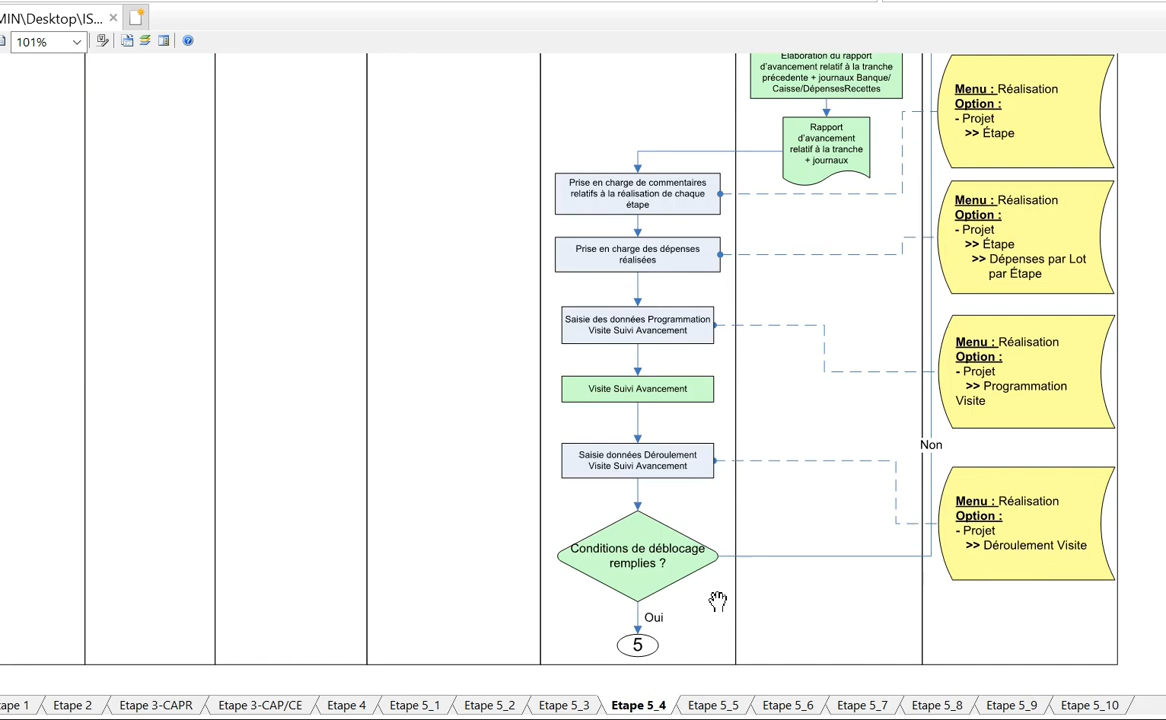 MIN\Desktop\IS...
101%
Elaboration du rapport
d'avancement relatif à la tranche
précedente + journaux Banque/
Caisse/DépensesRecettes
Rapport
d'avancement
relatif à la tranche
+ journaux
Prise en charge de commentaires
relatifs à la réalisation de chaque
étape
Prise en charge des dépenses
réalisées
Saisie des données Programmation
Visite Suivi Avancement
Visite Suivi Avancement
Saisie données Déroulement
Visite Suivi Avancement
Conditions de déblocage
remplies ?
Oui
5
Non
Menu : Réalisation
Option :
- Projet
>> Étape
Menu : Réalisation
Option :
- Projet
>> Étape
>> Dépenses par Lot
par Étape
Menu : Réalisation
Option :
- Projet
>> Programmation
Visite
Menu : Réalisation
Option :
- Projet
>> Déroulement Visite
ape 1
Etape 2
Etape 3-CAPR
Etape 3-CAP/CE
Etape 4
Etape 5_1
Etape 5_2
Etape 5_3
Etape 5_4
Etape 5_5
Etape 5_6
Etape 5_7
Etape 5_8
Etape 5_9
Etape 5_10